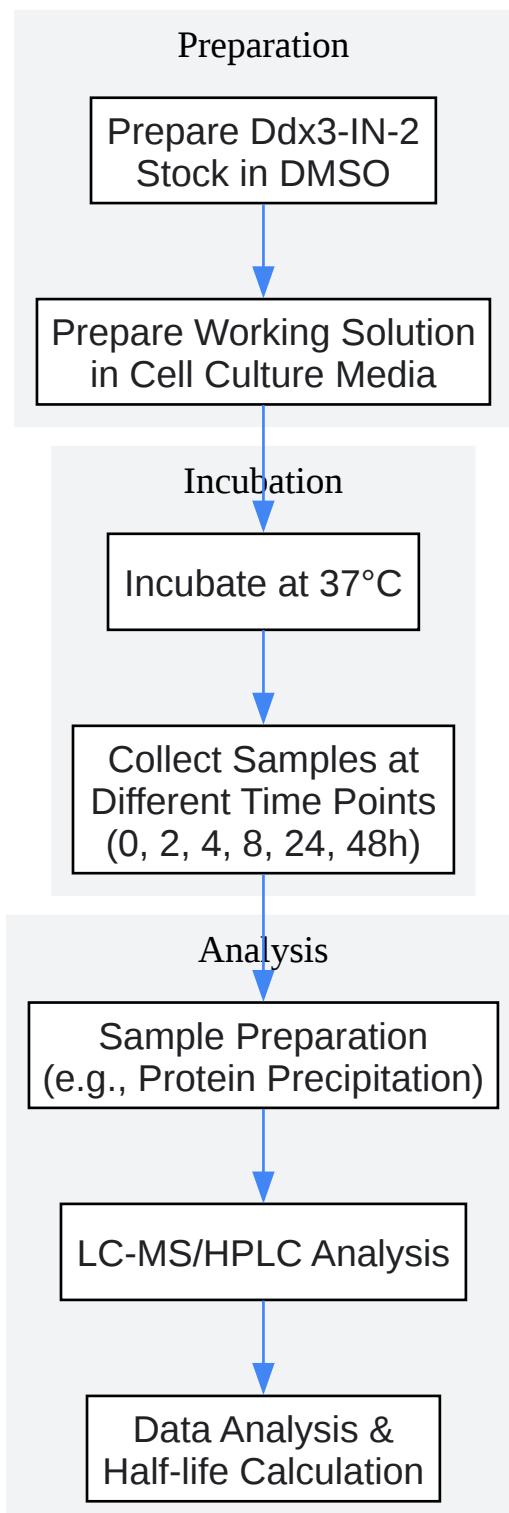 Preparation
Prepare Ddx3-IN-2
Stock in DMSO
Prepare Working Solution
in Cell Culture Media
Incubation
Incubate at 37°C
Collect Samples at
Different Time Points
(0, 2, 4, 8, 24, 48h)
Analysis
Sample Preparation
(e.g., Protein Precipitation)
LC-MS/HPLC Analysis
Data Analysis &
Half-life Calculation